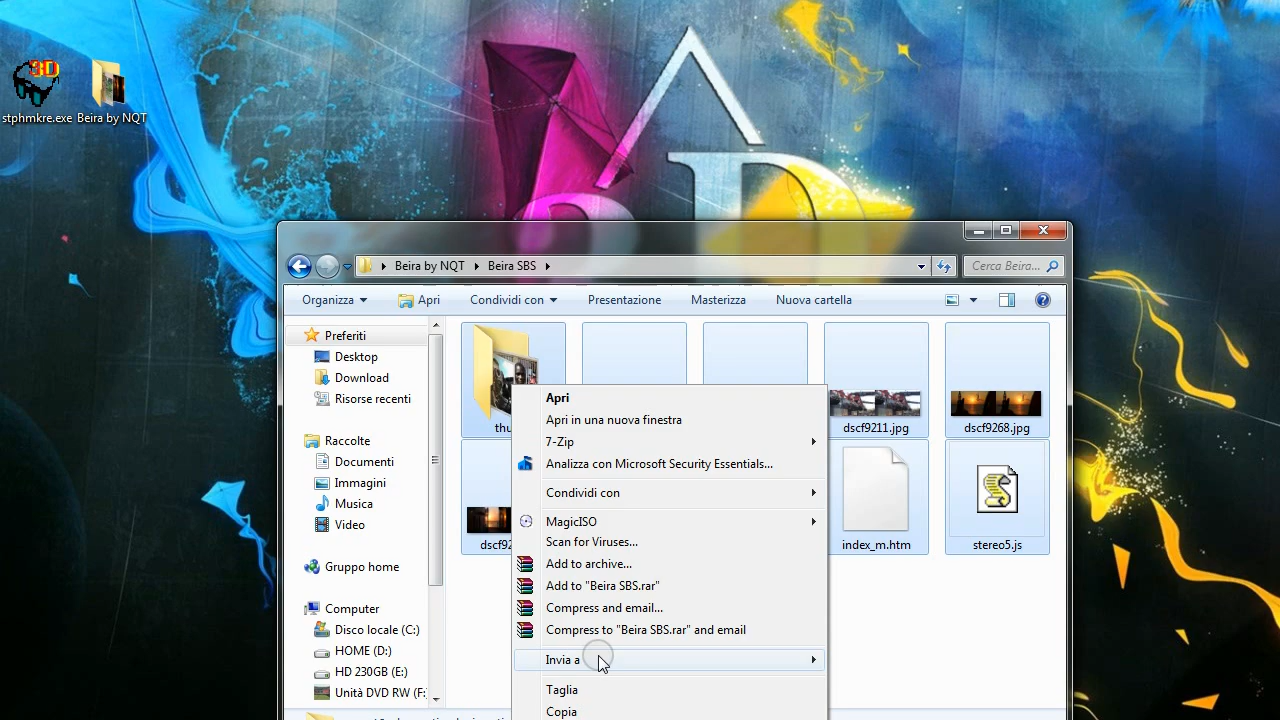 3D
stphmkre.exe
Beira by NQT
Beira by NQT
Beira SBS
Cerca Beira...
Organizza
Apri
Condividi con
Presentazione
Masterizza
Nuova cartella
Preferiti
Desktop
Download
Risorse recenti
Raccolte
Documenti
Immagini
Musica
Video
Gruppo home
Computer
Disco locale (C:)
HOME (D:)
HD 230GB (E:)
Unità DVD RW (F:
dscf9211.jpg
dscf9268.jpg
index_m.htm
stereo5.js
Apri
Apri in una nuova finestra
7-Zip
Analizza con Microsoft Security Essentials...
Condividi con
MagicISO
Scan for Viruses...
Add to archive...
Add to "Beira SBS.rar"
Compress and email...
Compress to "Beira SBS.rar" and email
Invia a
Taglia
Copia